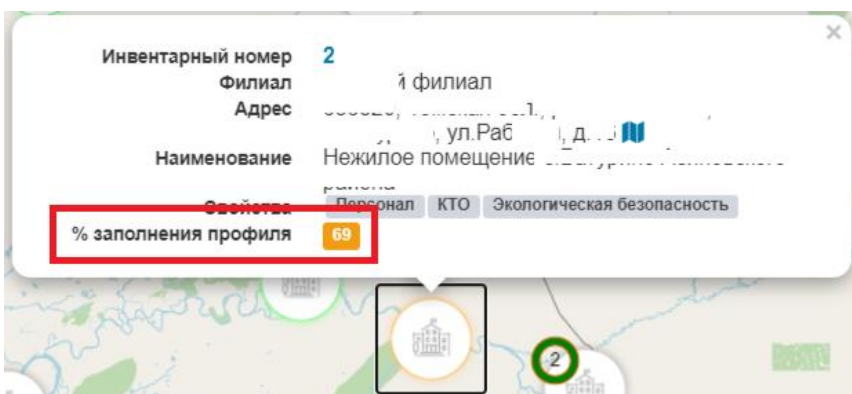 ×
Инвентарный номер 2
Филиал филиал
Адрес
ул.Раб д.
Наименование Нежилое помещение
Персонал КТО Экологическая безопасность
% заполнения профиля 69
2